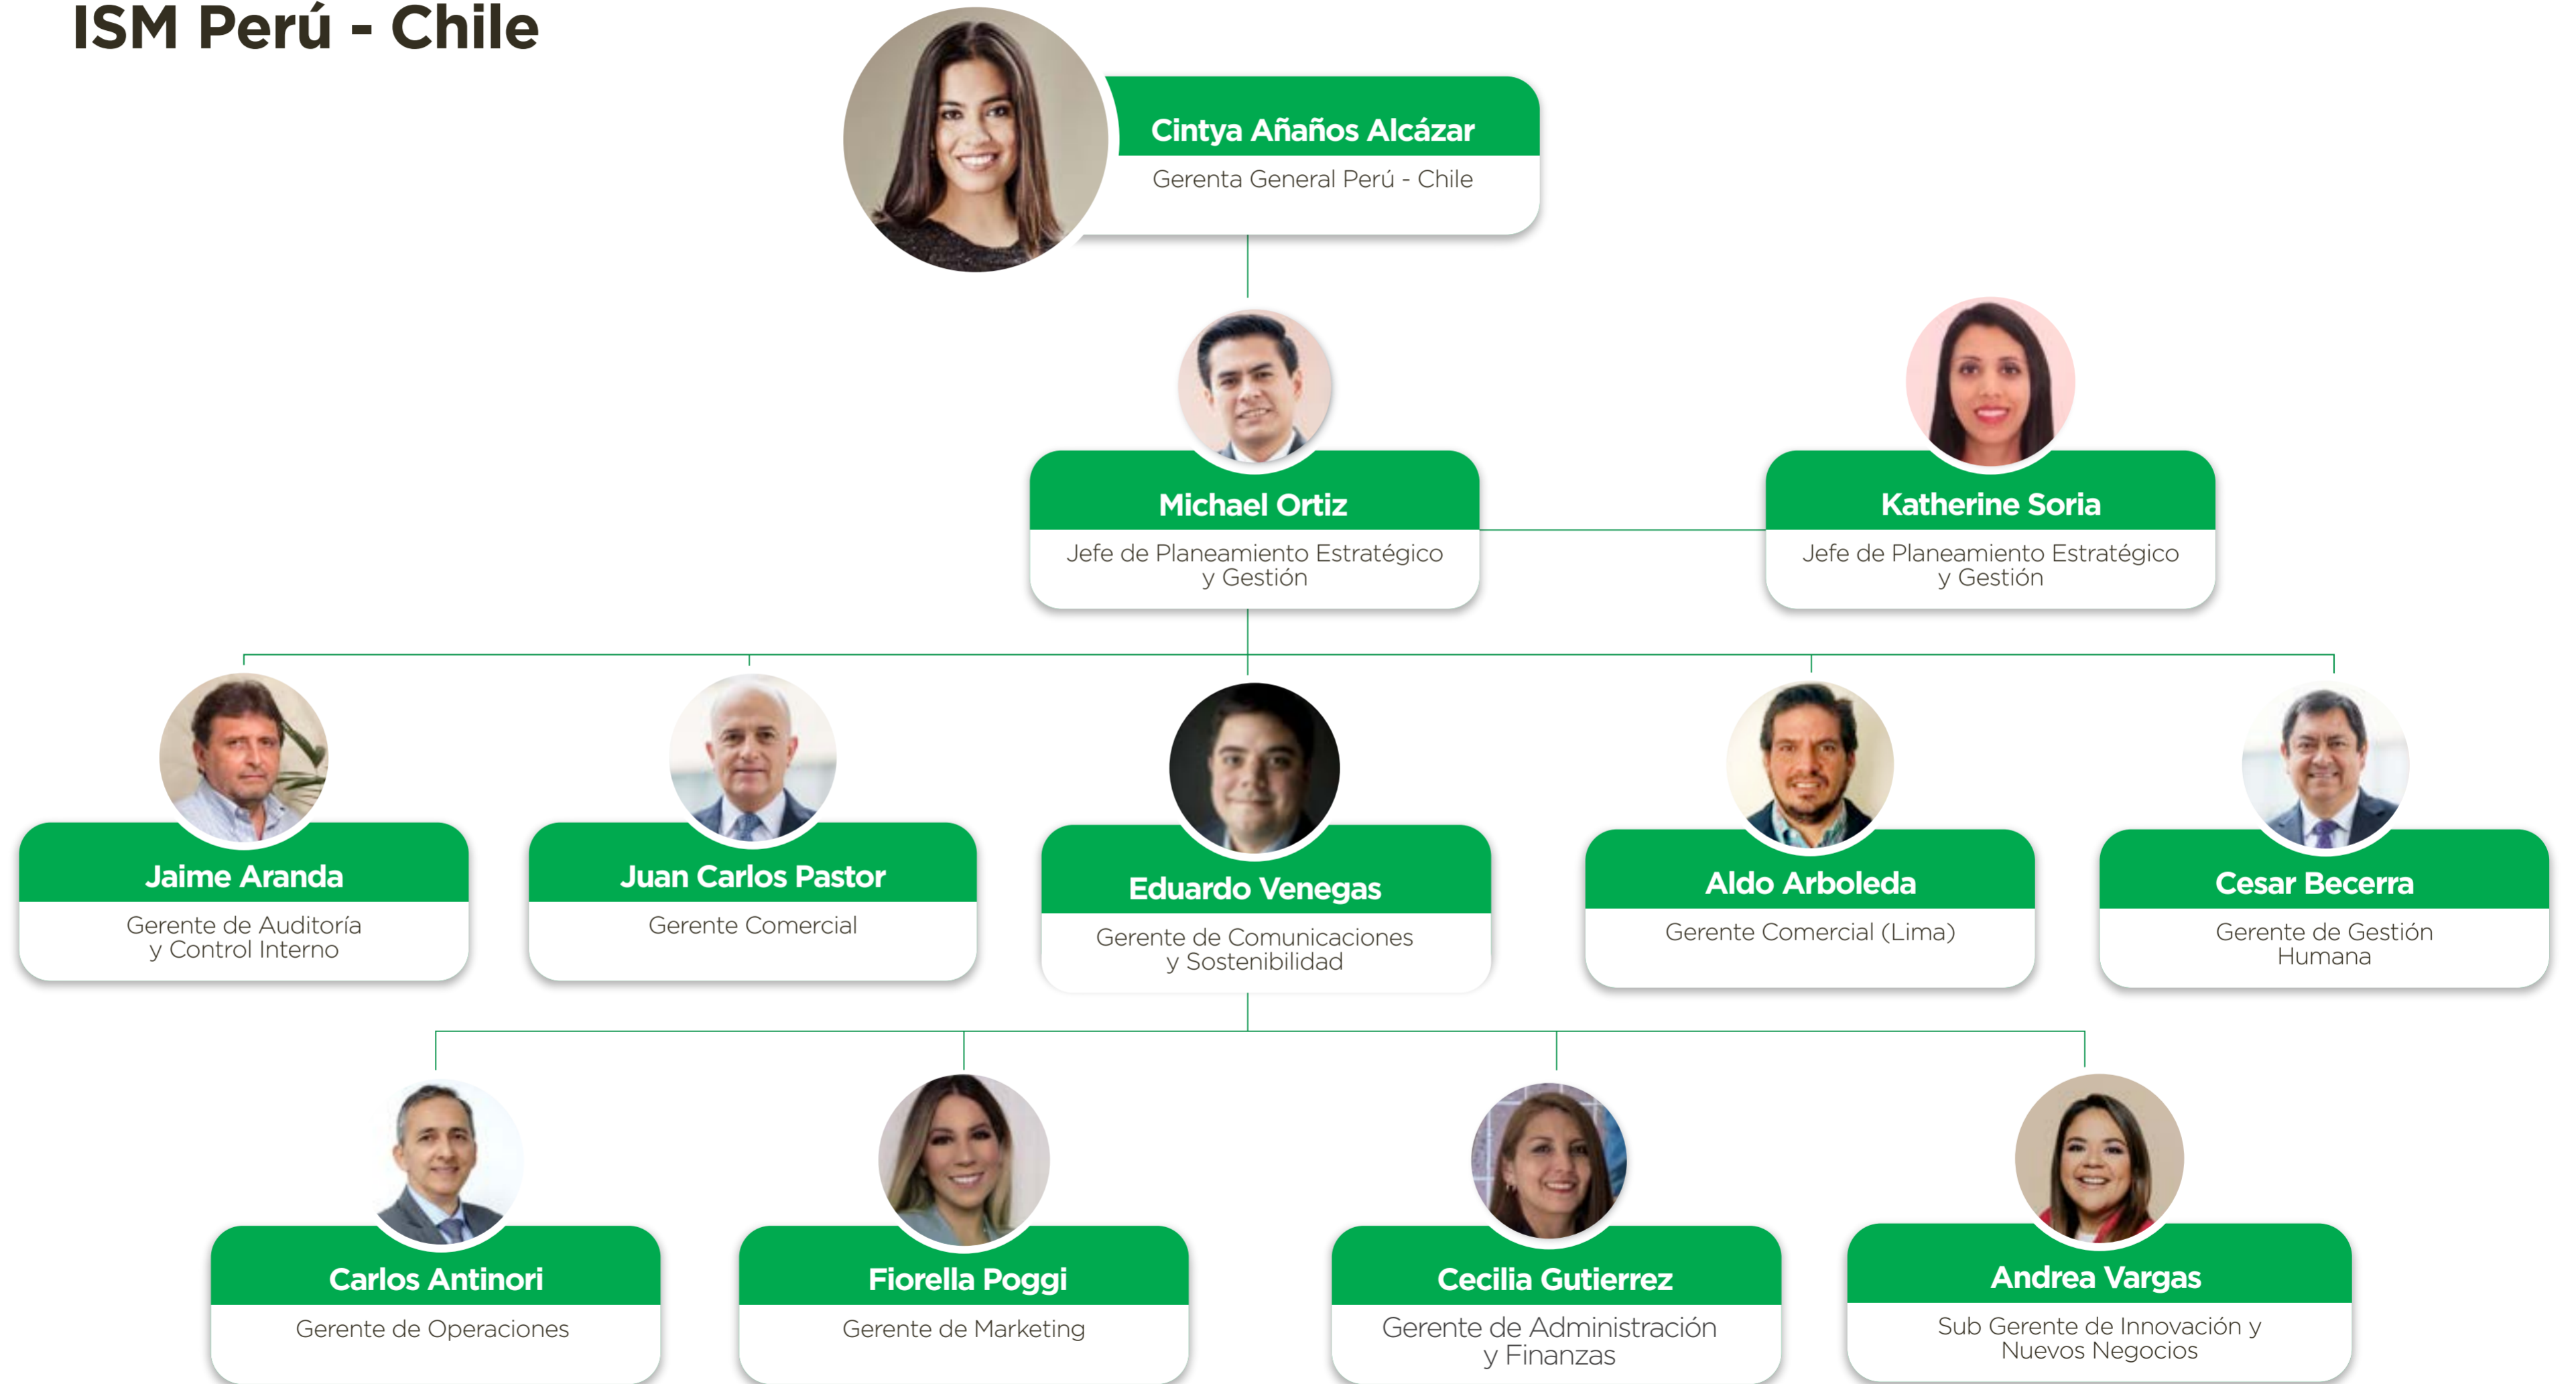 ISM Perú - Chile
Cintya Añaños Alcázar
Gerenta General Perú - Chile
Michael Ortiz
Jefe de Planeamiento Estratégico
y Gestión
Katherine Soria
Jefe de Planeamiento Estratégico
y Gestión
Jaime Aranda
Gerente de Auditoría
y Control Interno
Juan Carlos Pastor
Gerente Comercial
Eduardo Venegas
Gerente de Comunicaciones
y Sostenibilidad
Aldo Arboleda
Gerente Comercial (Lima)
Cesar Becerra
Gerente de Gestión
Humana
Carlos Antinori
Gerente de Operaciones
Fiorella Poggi
Gerente de Marketing
Cecilia Gutierrez
Gerente de Administración
y Finanzas
Andrea Vargas
Sub Gerente de Innovación y
Nuevos Negocios